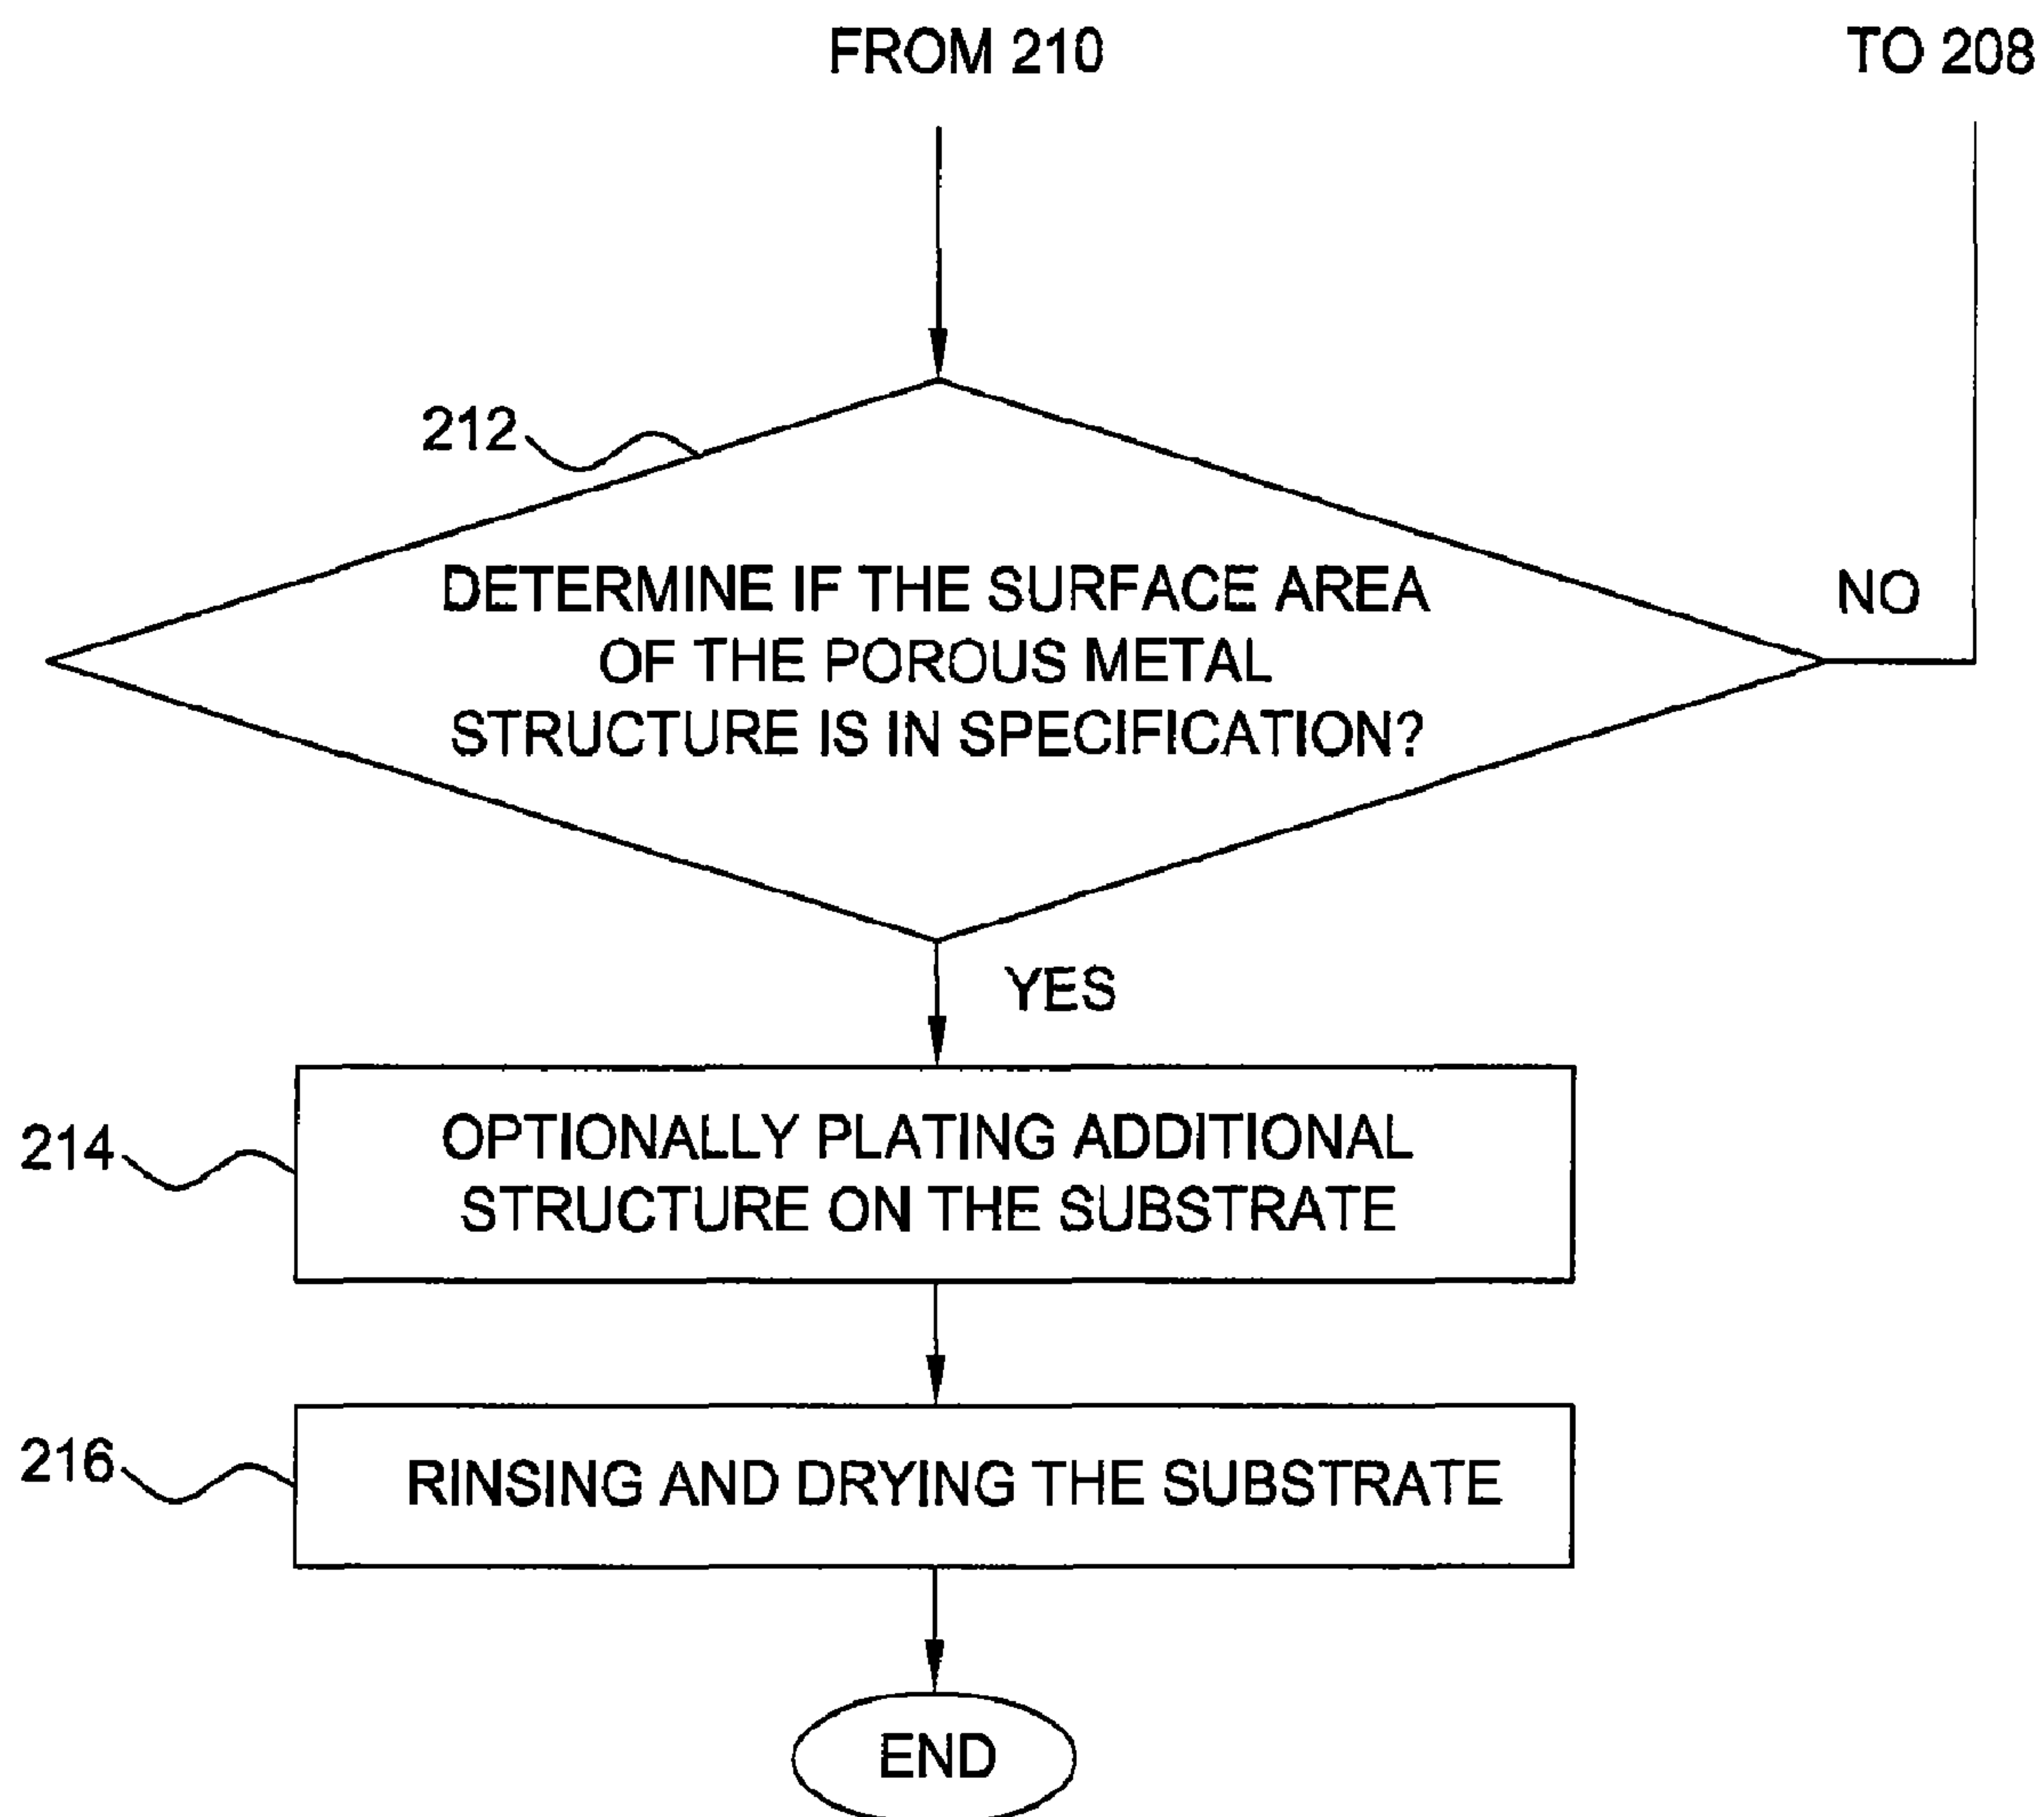 FROM 210
TO 208
212
DETERMINE IF THE SURFACE AREA
OF THE POROUS METAL
STRUCTURE IS IN SPECIFICATION?
NO
YES
214
OPTIONALLY PLATING ADDITIONAL
STRUCTURE ON THE SUBSTRATE
216
RINSING AND DRYING THE SUBSTRATE
END